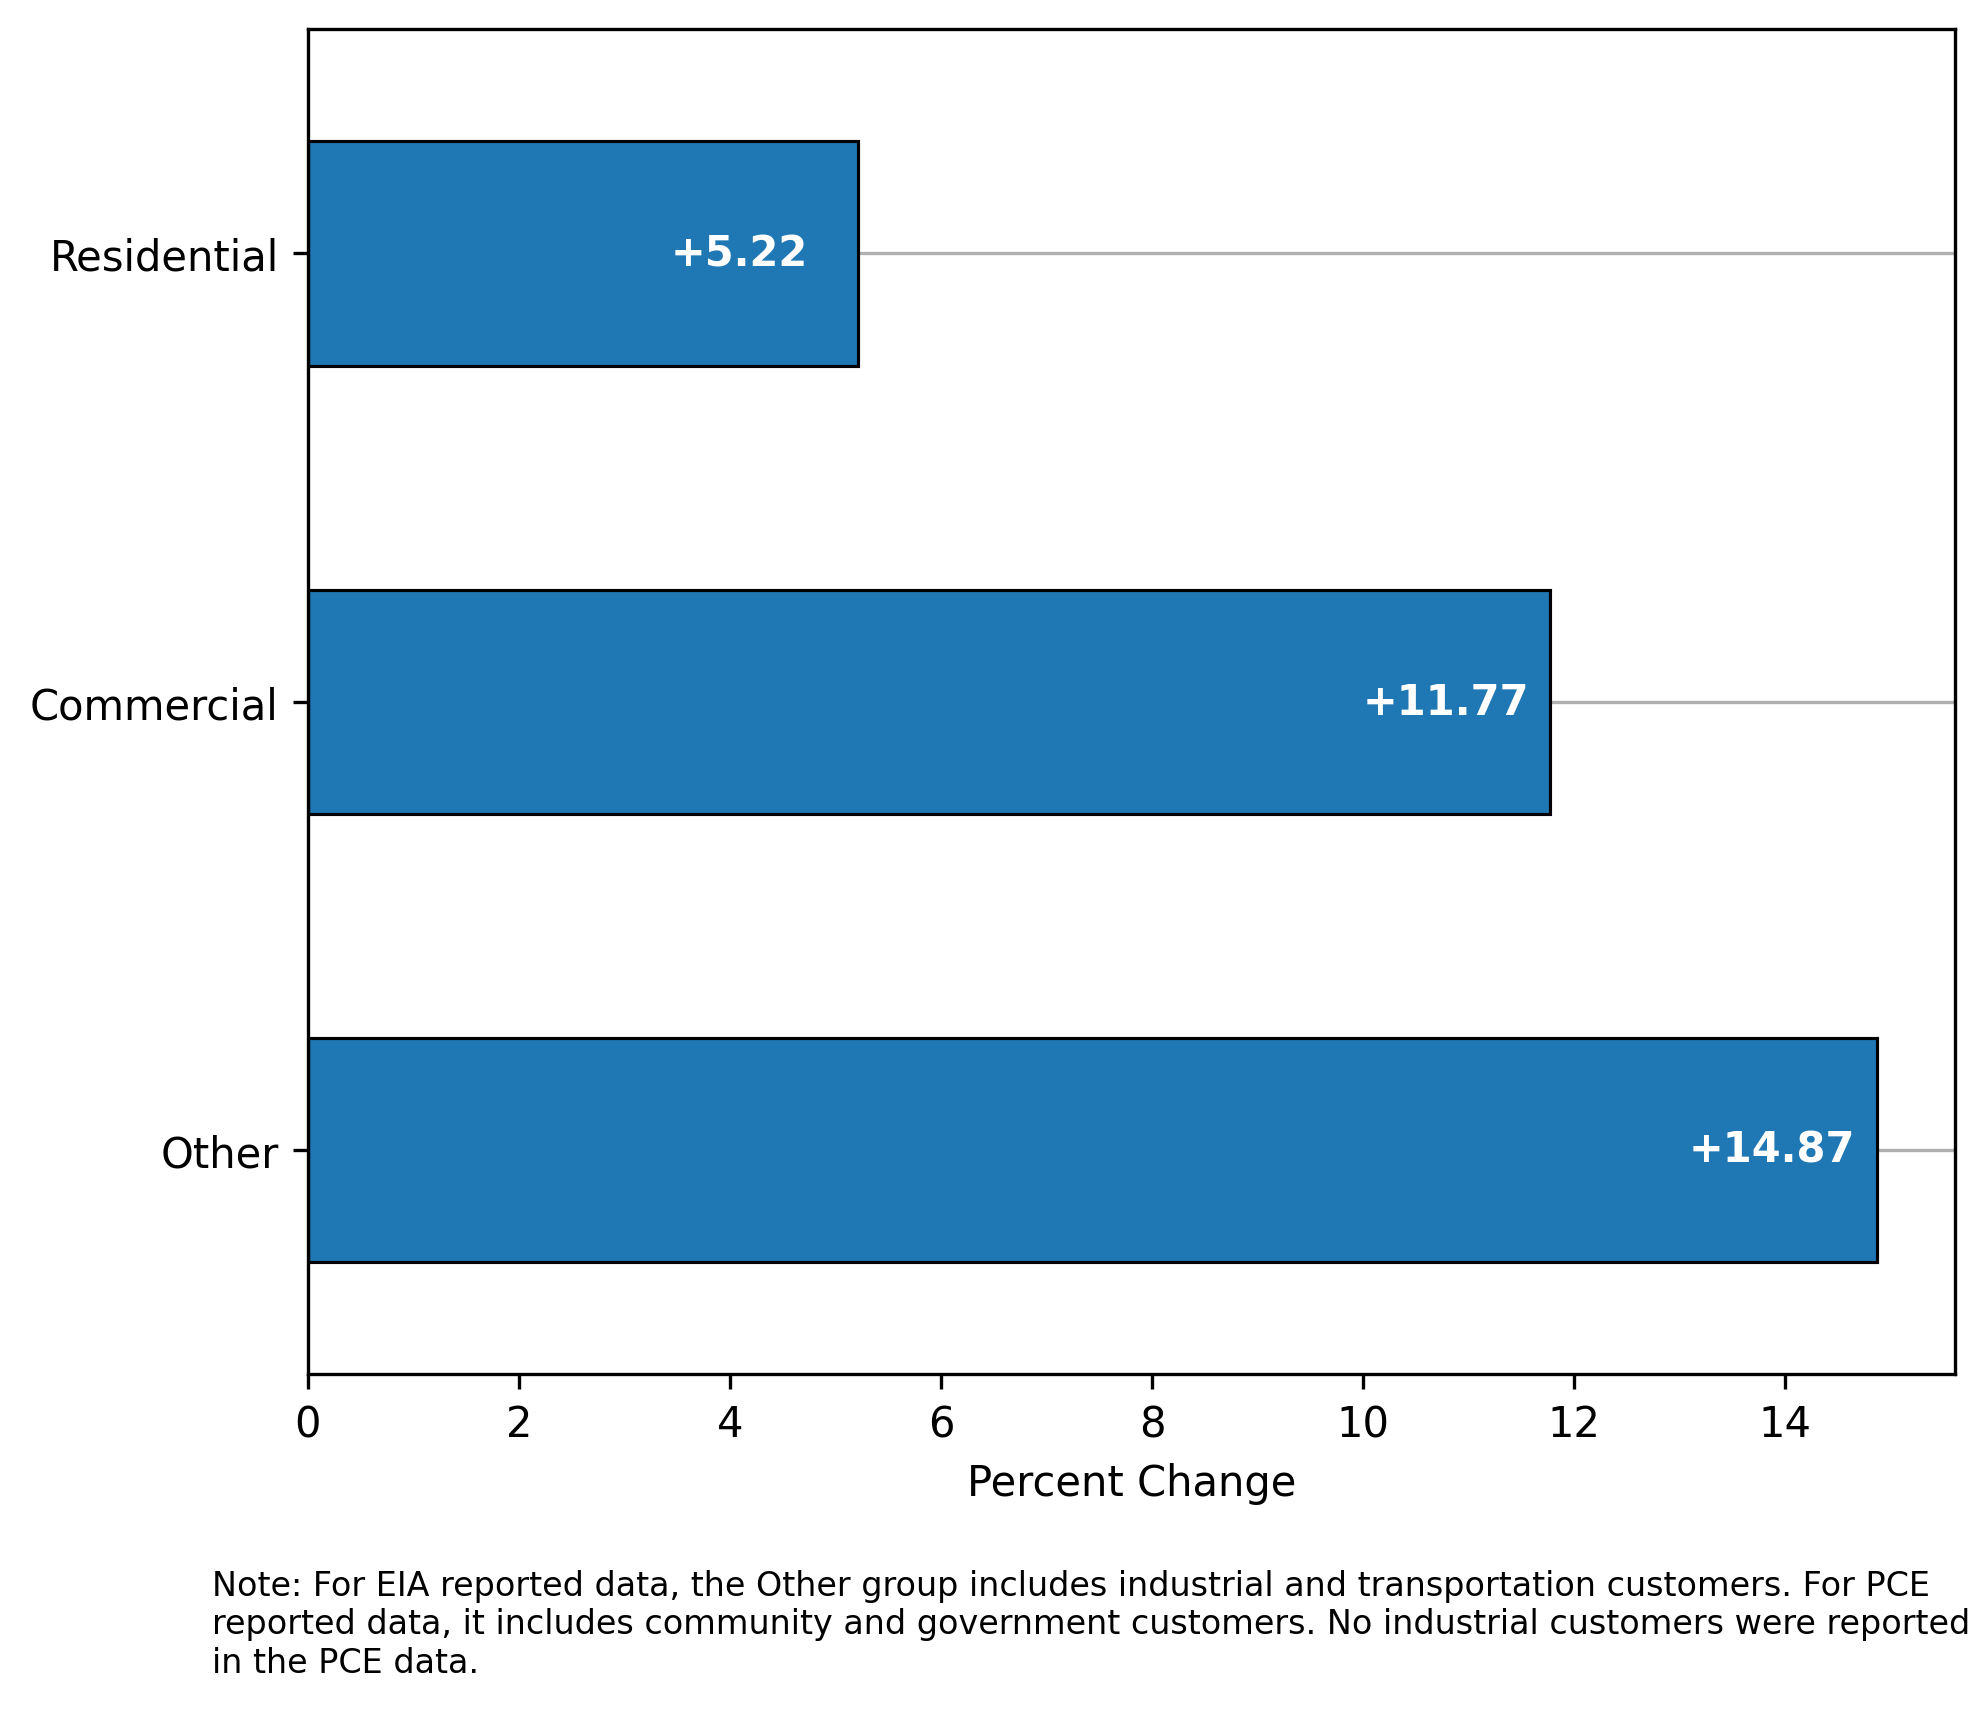 Residential
+5.22
Commercial
+11.77
Other
+14.87
0 2 4 6 8 10 12 14
Percent Change
Note: For EIA reported data, the Other group includes industrial and transportation customers. For PCE
reported data, it includes community and government customers. No industrial customers were reported
in the PCE data.